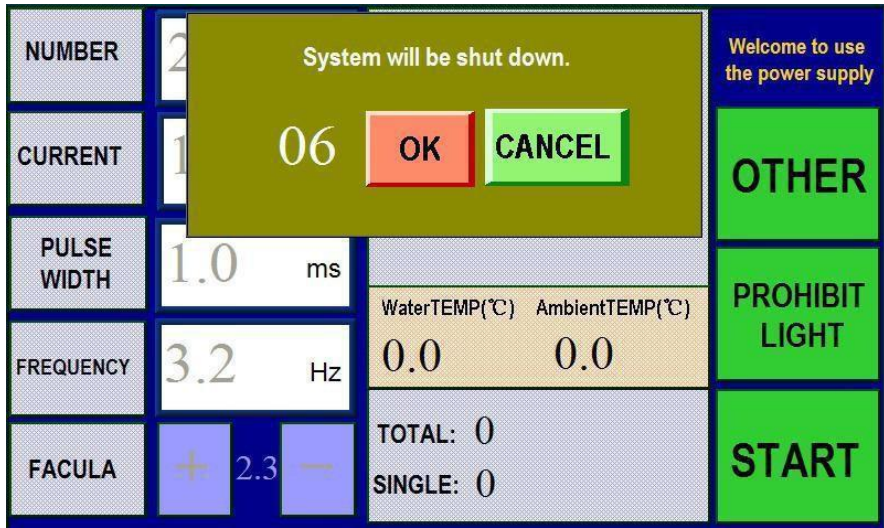 NUMBER
2
System will be shut down.
Welcome to use
the power supply
CURRENT
1
06
OK
CANCEL
OTHER
PULSE
WIDTH
1.0
ms
WaterTEMP(℃)
AmbientTEMP(℃)
0.0
0.0
PROHIBIT
LIGHT
FREQUENCY
3.2
Hz
FACULA
+
2.3
−
TOTAL: 0
SINGLE: 0
START